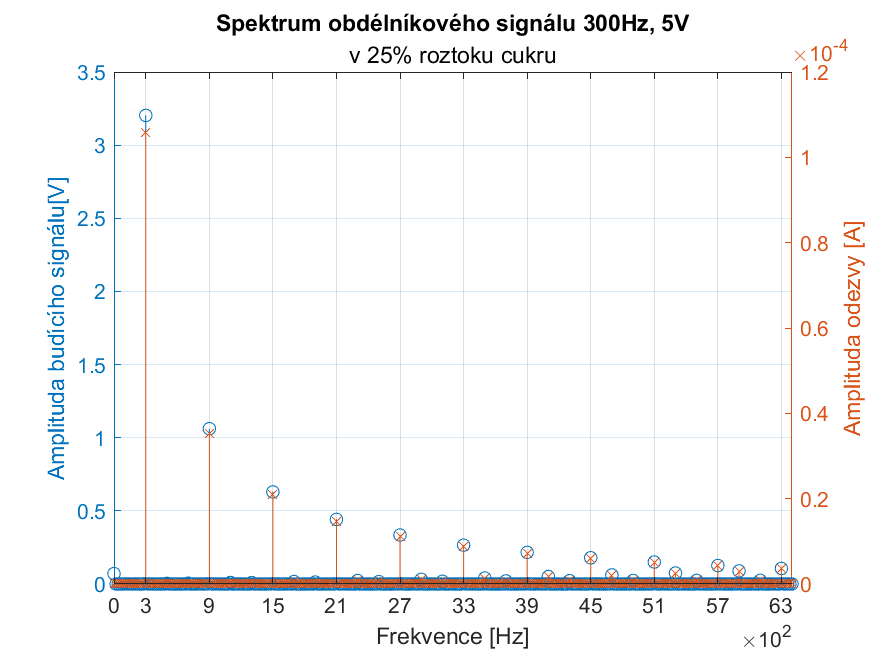 Spektrum obdélníkového signálu 300Hz, 5V
v 25% roztoku cukru
×10⁻⁴
3.5
3
2.5
2
1.5
1
0.5
0
Amplituda budícího signálu[V]
1.2
1
0.8
0.6
0.4
0.2
0
Amplituda odezvy [A]
0 3 9 15 21 27 33 39 45 51 57 63
Frekvence [Hz]
×10²